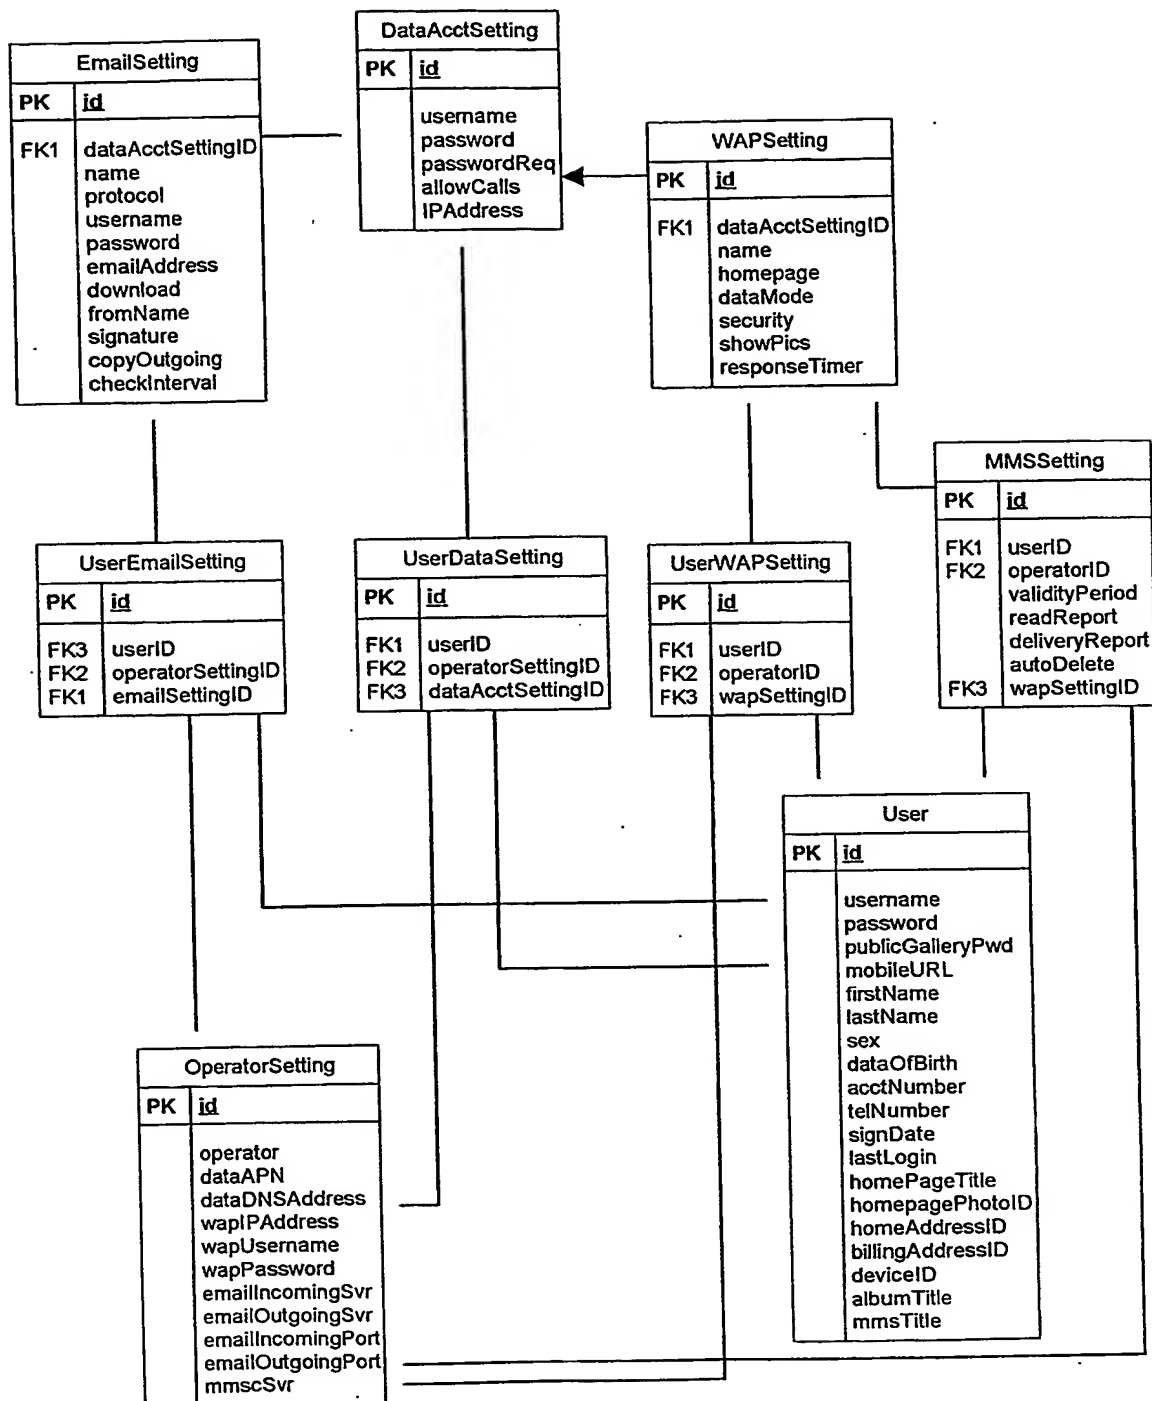 DataAcctSetting
PK id
username
password
passwordReq
allowCalls
IPAddress
EmailSetting
PK id
FK1 dataAcctSettingID
name
protocol
username
password
emailAddress
download
fromName
signature
copyOutgoing
checkInterval
WAPSetting
PK id
FK1 dataAcctSettingID
name
homepage
dataMode
security
showPics
responseTimer
MMSSetting
PK id
FK1 userID
FK2 operatorID
validityPeriod
readReport
deliveryReport
autoDelete
FK3 wapSettingID
UserEmailSetting
PK id
FK3 userID
FK2 operatorSettingID
FK1 emailSettingID
UserDataSetting
PK id
FK1 userID
FK2 operatorSettingID
FK3 dataAcctSettingID
UserWAPSetting
PK id
FK1 userID
FK2 operatorID
FK3 wapSettingID
User
PK id
username
password
publicGalleryPwd
mobileURL
firstName
lastName
sex
dataOfBirth
acctNumber
telNumber
signDate
lastLogin
homePageTitle
homepagePhotoID
homeAddressID
billingAddressID
deviceID
albumTitle
mmsTitle
OperatorSetting
PK id
operator
dataAPN
dataDNSAddress
wapIPAddress
wapUsername
wapPassword
emailIncomingSvr
emailOutgoingSvr
emailIncomingPort
emailOutgoingPort
mmscSvr